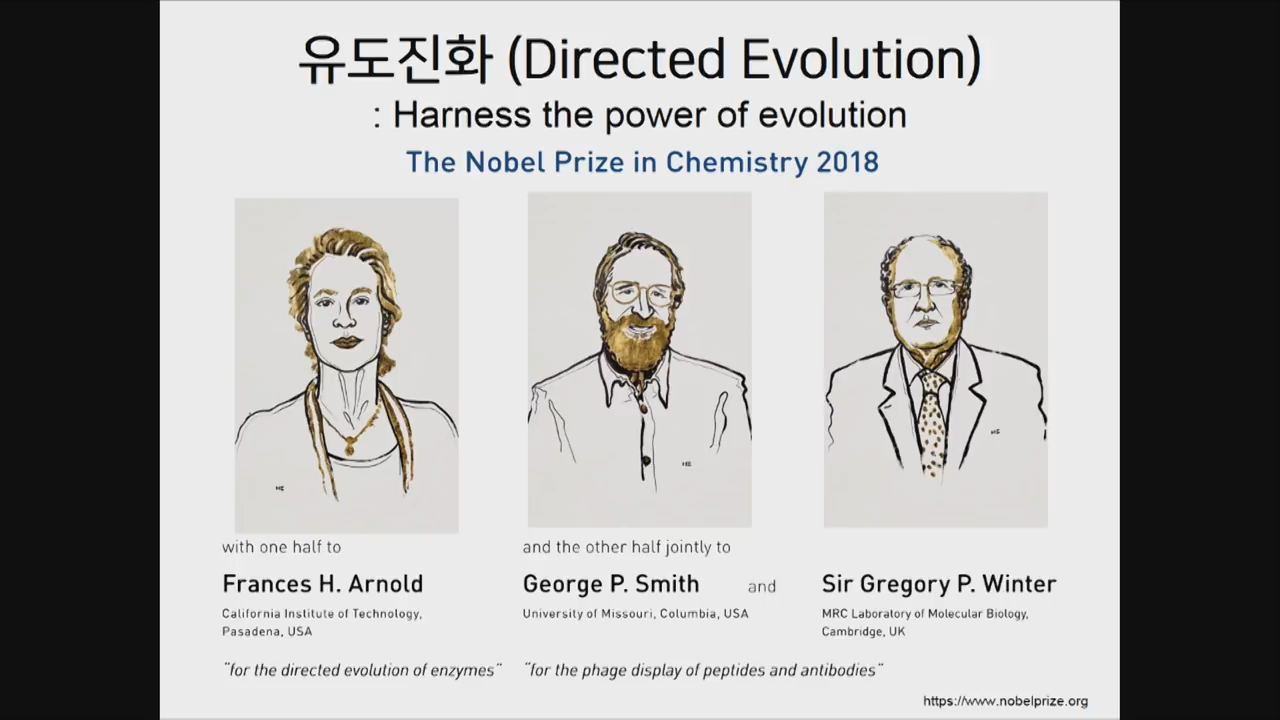 유도진화 (Directed Evolution)
: Harness the power of evolution
The Nobel Prize in Chemistry 2018
with one half to
Frances H. Arnold
California Institute of Technology,
Pasadena, USA
"for the directed evolution of enzymes"
and the other half jointly to
George P. Smith and
University of Missouri, Columbia, USA
Sir Gregory P. Winter
MRC Laboratory of Molecular Biology,
Cambridge, UK
"for the phage display of peptides and antibodies"
https://www.nobelprize.org